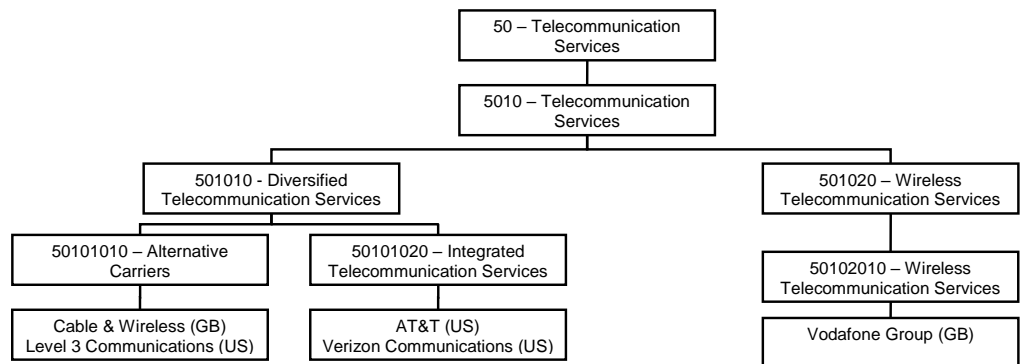 50 – Telecommunication
Services
5010 – Telecommunication
Services
501010 - Diversified
Telecommunication Services
501020 – Wireless
Telecommunication Services
50101010 – Alternative
Carriers
50101020 – Integrated
Telecommunication Services
50102010 – Wireless
Telecommunication Services
Cable & Wireless (GB)
Level 3 Communications (US)
AT&T (US)
Verizon Communications (US)
Vodafone Group (GB)